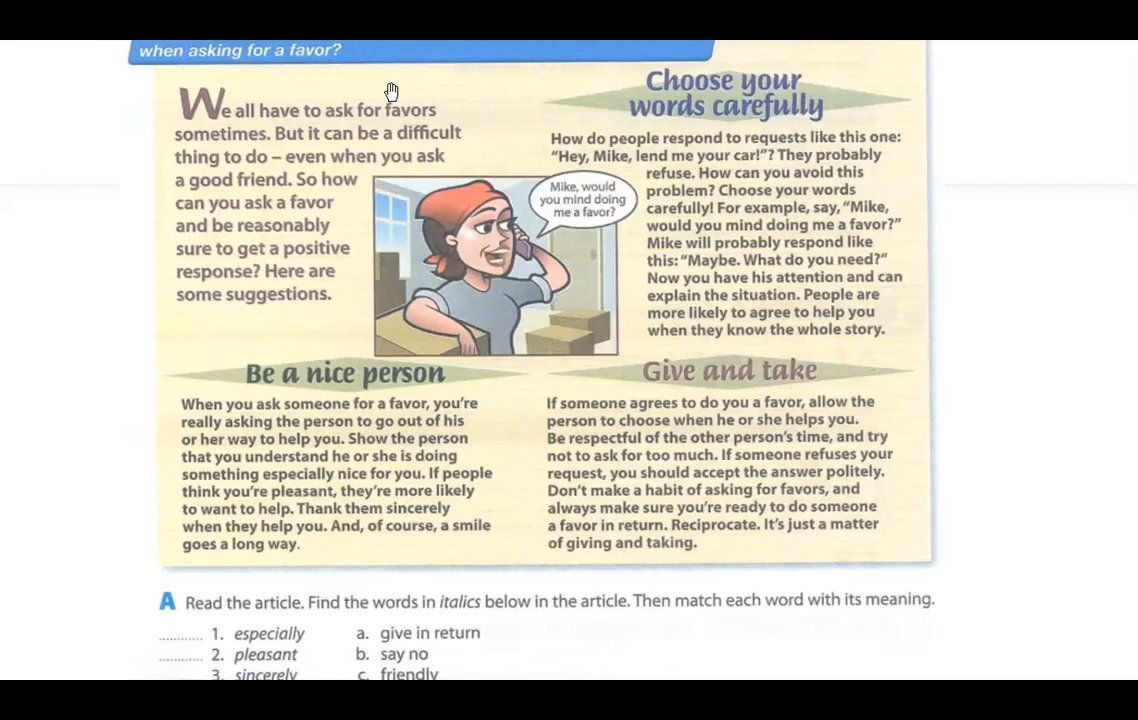 when asking for a favor?
We all have to ask for favors
sometimes. But it can be a difficult
thing to do – even when you ask
a good friend. So how
can you ask a favor
and be reasonably
sure to get a positive
response? Here are
some suggestions.
Mike, would
you mind doing
me a favor?
Choose your
words carefully
How do people respond to requests like this one:
“Hey, Mike, lend me your car!”? They probably
refuse. How can you avoid this
problem? Choose your words
carefully! For example, say, “Mike,
would you mind doing me a favor?”
Mike will probably respond like
this: “Maybe. What do you need?”
Now you have his attention and can
explain the situation. People are
more likely to agree to help you
when they know the whole story.
Be a nice person
When you ask someone for a favor, you’re
really asking the person to go out of his
or her way to help you. Show the person
that you understand he or she is doing
something especially nice for you. If people
think you’re pleasant, they’re more likely
to want to help. Thank them sincerely
when they help you. And, of course, a smile
goes a long way.
Give and take
If someone agrees to do you a favor, allow the
person to choose when he or she helps you.
Be respectful of the other person’s time, and try
not to ask for too much. If someone refuses your
request, you should accept the answer politely.
Don’t make a habit of asking for favors, and
always make sure you’re ready to do someone
a favor in return. Reciprocate. It’s just a matter
of giving and taking.
A Read the article. Find the words in italics below in the article. Then match each word with its meaning.
............ 1. especially a. give in return
............ 2. pleasant b. say no
3. sincerely c. friendly